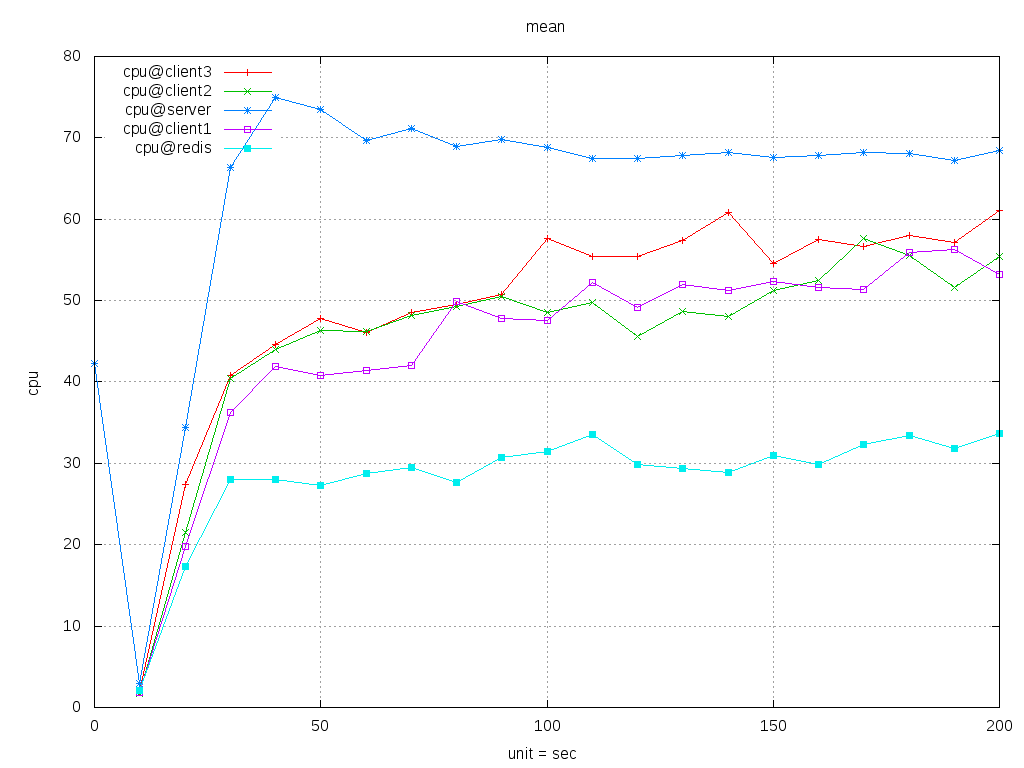 mean
80
70
60
50
40
30
20
10
0
cpu
cpu@client3
cpu@client2
cpu@server
cpu@client1
cpu@redis
0 50 100 150 200
unit = sec